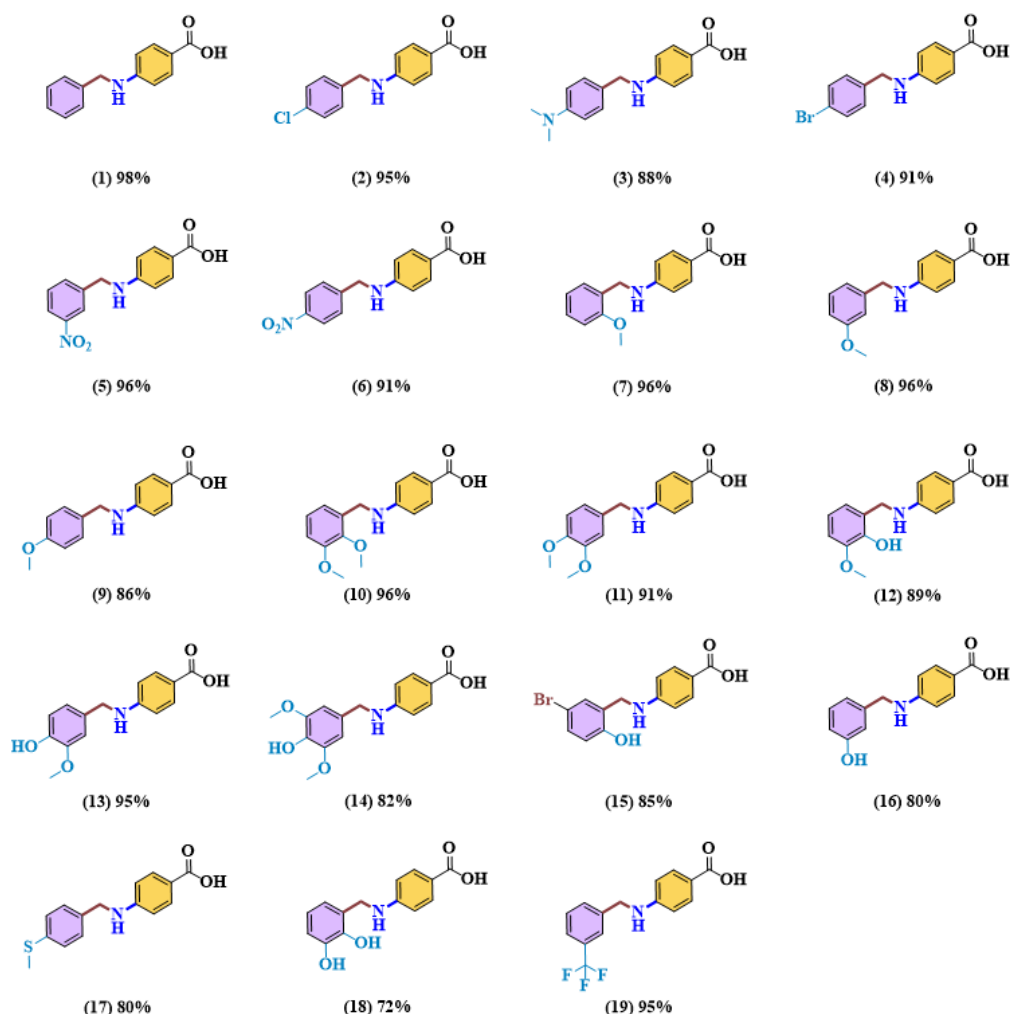 O
OH
N
H
(1) 98%
O
OH
N
H
Cl
(2) 95%
O
OH
N
H
N
(3) 88%
O
OH
N
H
Br
(4) 91%
O
OH
N
H
NO2
(5) 96%
O
OH
N
H
O2N
(6) 91%
O
OH
N
H
O
(7) 96%
O
OH
N
H
O
(8) 96%
O
OH
N
H
O
(9) 86%
O
OH
N
H
O
O
(10) 96%
O
OH
N
H
O
O
(11) 91%
O
OH
N
H
OH
O
(12) 89%
O
OH
N
H
HO
O
(13) 95%
O
OH
O
N
H
HO
O
(14) 82%
O
OH
Br
N
H
OH
(15) 85%
O
OH
N
H
OH
(16) 80%
O
OH
N
H
S
(17) 80%
O
OH
N
H
OH
OH
(18) 72%
O
OH
N
H
F
F
F
(19) 95%